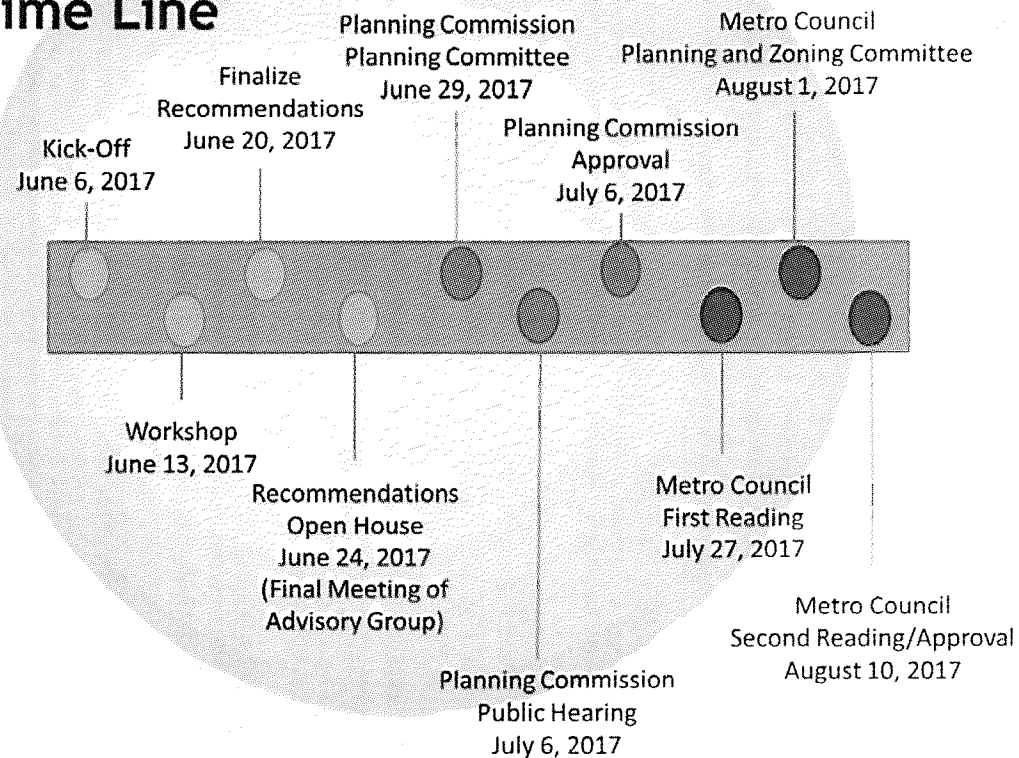 ime Line
Kick-Off
June 6, 2017
Finalize
Recommendations
June 20, 2017
Planning Commission
Planning Committee
June 29, 2017
Planning Commission
Approval
July 6, 2017
Metro Council
Planning and Zoning Committee
August 1, 2017
Workshop
June 13, 2017
Recommendations
Open House
June 24, 2017
(Final Meeting of
Advisory Group)
Planning Commission
Public Hearing
July 6, 2017
Metro Council
First Reading
July 27, 2017
Metro Council
Second Reading/Approval
August 10, 2017